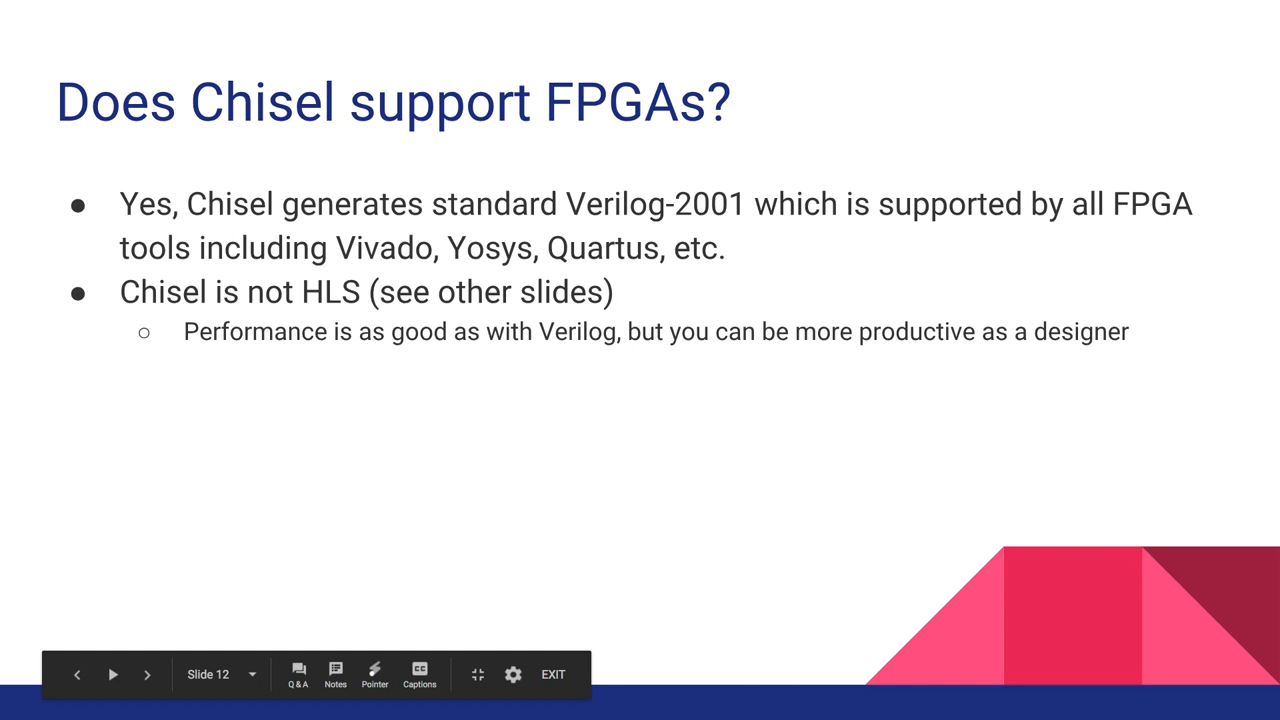 Does Chisel support FPGAs?
● Yes, Chisel generates standard Verilog-2001 which is supported by all FPGA
tools including Vivado, Yosys, Quartus, etc.
● Chisel is not HLS (see other slides)
○ Performance is as good as with Verilog, but you can be more productive as a designer
Slide 12 Q & A Notes Pointer Captions EXIT